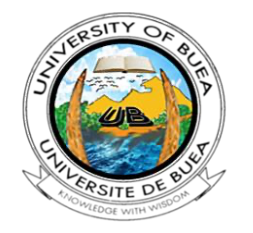 UNIVERSITY OF BUEA
UB
UNIVERSITE DE BUEA
KNOWLEDGE WITH WISDOM